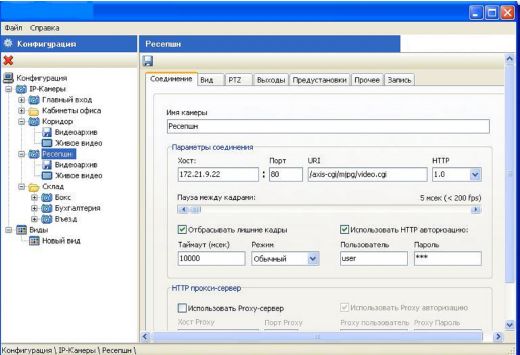 Файл Справка
Конфигурация
Ресепшн
Конфигурация
IP-Камеры
Главный вход
Кабинеты офиса
Коридор
Видеоархив
Живое видео
Ресепшн
Видеоархив
Живое видео
Склад
Бокс
Бухгалтерия
Въезд
Виды
Новый вид
Соединение Вид PTZ Выходы Предустановки Прочее Запись
Имя камеры
Ресепшн
Параметры соединения
Хост: Порт URI HTTP
172.21.9.22 : 80 /axis-cgi/mjpg/video.cgi 1.0
Пауза между кадрами: 5 мсек (< 200 fps)
Отбрасывать лишние кадры Использовать HTTP авторизацию:
Таймаут (мсек) Режим Пользователь Пароль
10000 Обычный user ***
HTTP прокси-сервер
Использовать Proxy-сервер Использовать Proxy авторизацию
Хост Proxy Порт Proxy Proxy пользователь Proxy Пароль
Конфигурация \ IP-Камеры \ Ресепшн \